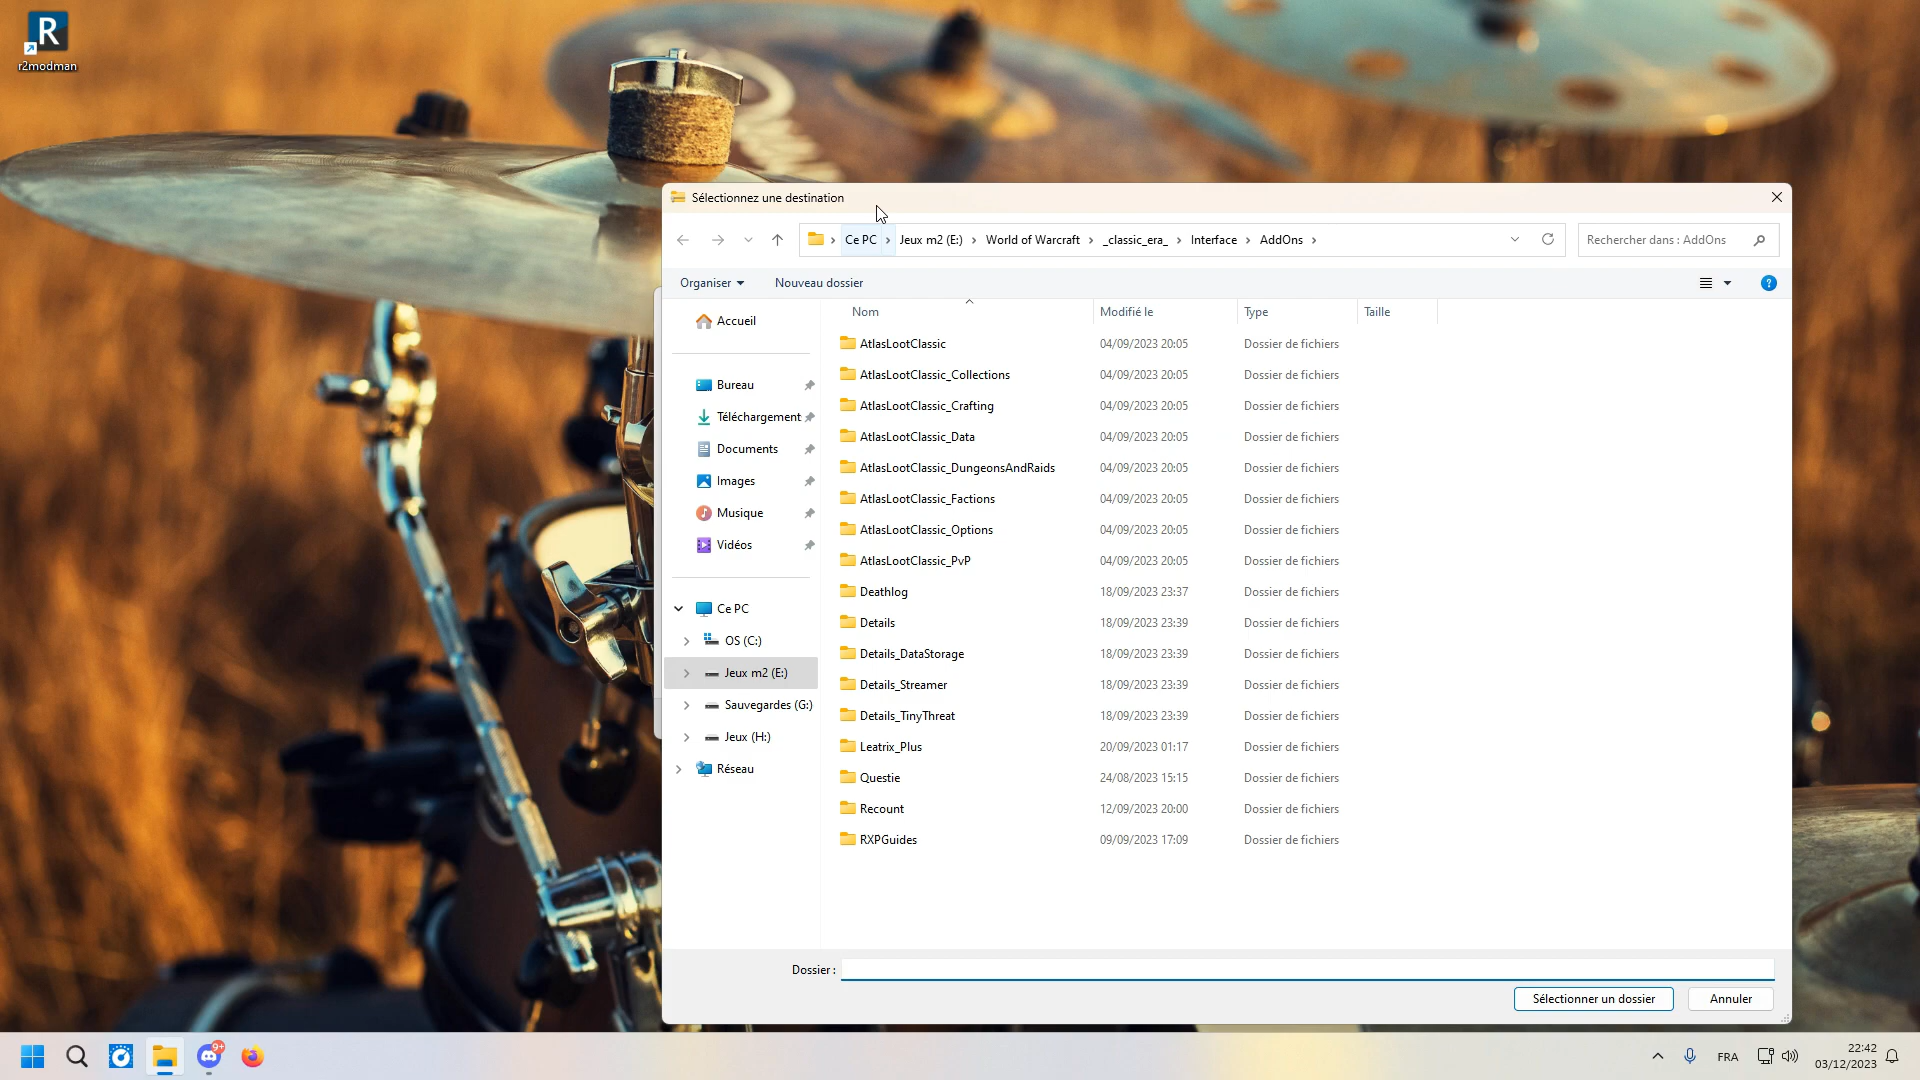 R
r2modman
Sélectionnez une destination
Ce PC
Jeux m2 (E:)
World of Warcraft
_classic_era_
Interface
AddOns
Rechercher dans : AddOns
Organiser
Nouveau dossier
?
Nom
Modifié le
Type
Taille
Accueil
Bureau
Téléchargement
Documents
Images
Musique
Vidéos
Ce PC
OS (C:)
Jeux m2 (E:)
Sauvegardes (G:)
Jeux (H:)
Réseau
AtlasLootClassic 04/09/2023 20:05 Dossier de fichiers
AtlasLootClassic_Collections 04/09/2023 20:05 Dossier de fichiers
AtlasLootClassic_Crafting 04/09/2023 20:05 Dossier de fichiers
AtlasLootClassic_Data 04/09/2023 20:05 Dossier de fichiers
AtlasLootClassic_DungeonsAndRaids 04/09/2023 20:05 Dossier de fichiers
AtlasLootClassic_Factions 04/09/2023 20:05 Dossier de fichiers
AtlasLootClassic_Options 04/09/2023 20:05 Dossier de fichiers
AtlasLootClassic_PvP 04/09/2023 20:05 Dossier de fichiers
Deathlog 18/09/2023 23:37 Dossier de fichiers
Details 18/09/2023 23:39 Dossier de fichiers
Details_DataStorage 18/09/2023 23:39 Dossier de fichiers
Details_Streamer 18/09/2023 23:39 Dossier de fichiers
Details_TinyThreat 18/09/2023 23:39 Dossier de fichiers
Leatrix_Plus 20/09/2023 01:17 Dossier de fichiers
Questie 24/08/2023 15:15 Dossier de fichiers
Recount 12/09/2023 20:00 Dossier de fichiers
RXPGuides 09/09/2023 17:09 Dossier de fichiers
Dossier :
Sélectionner un dossier
Annuler
9+
FRA
22:42
03/12/2023